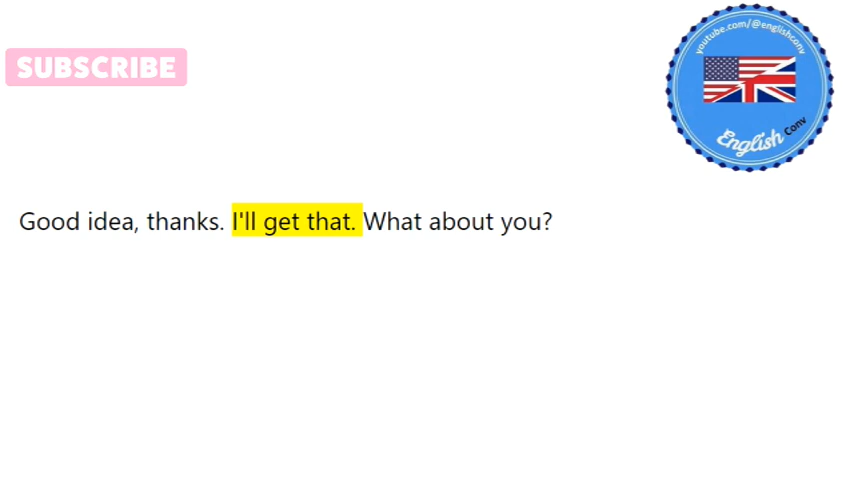 SUBSCRIBE
youtube.com/@englishconv
English Conv
Good idea, thanks. I'll get that. What about you?